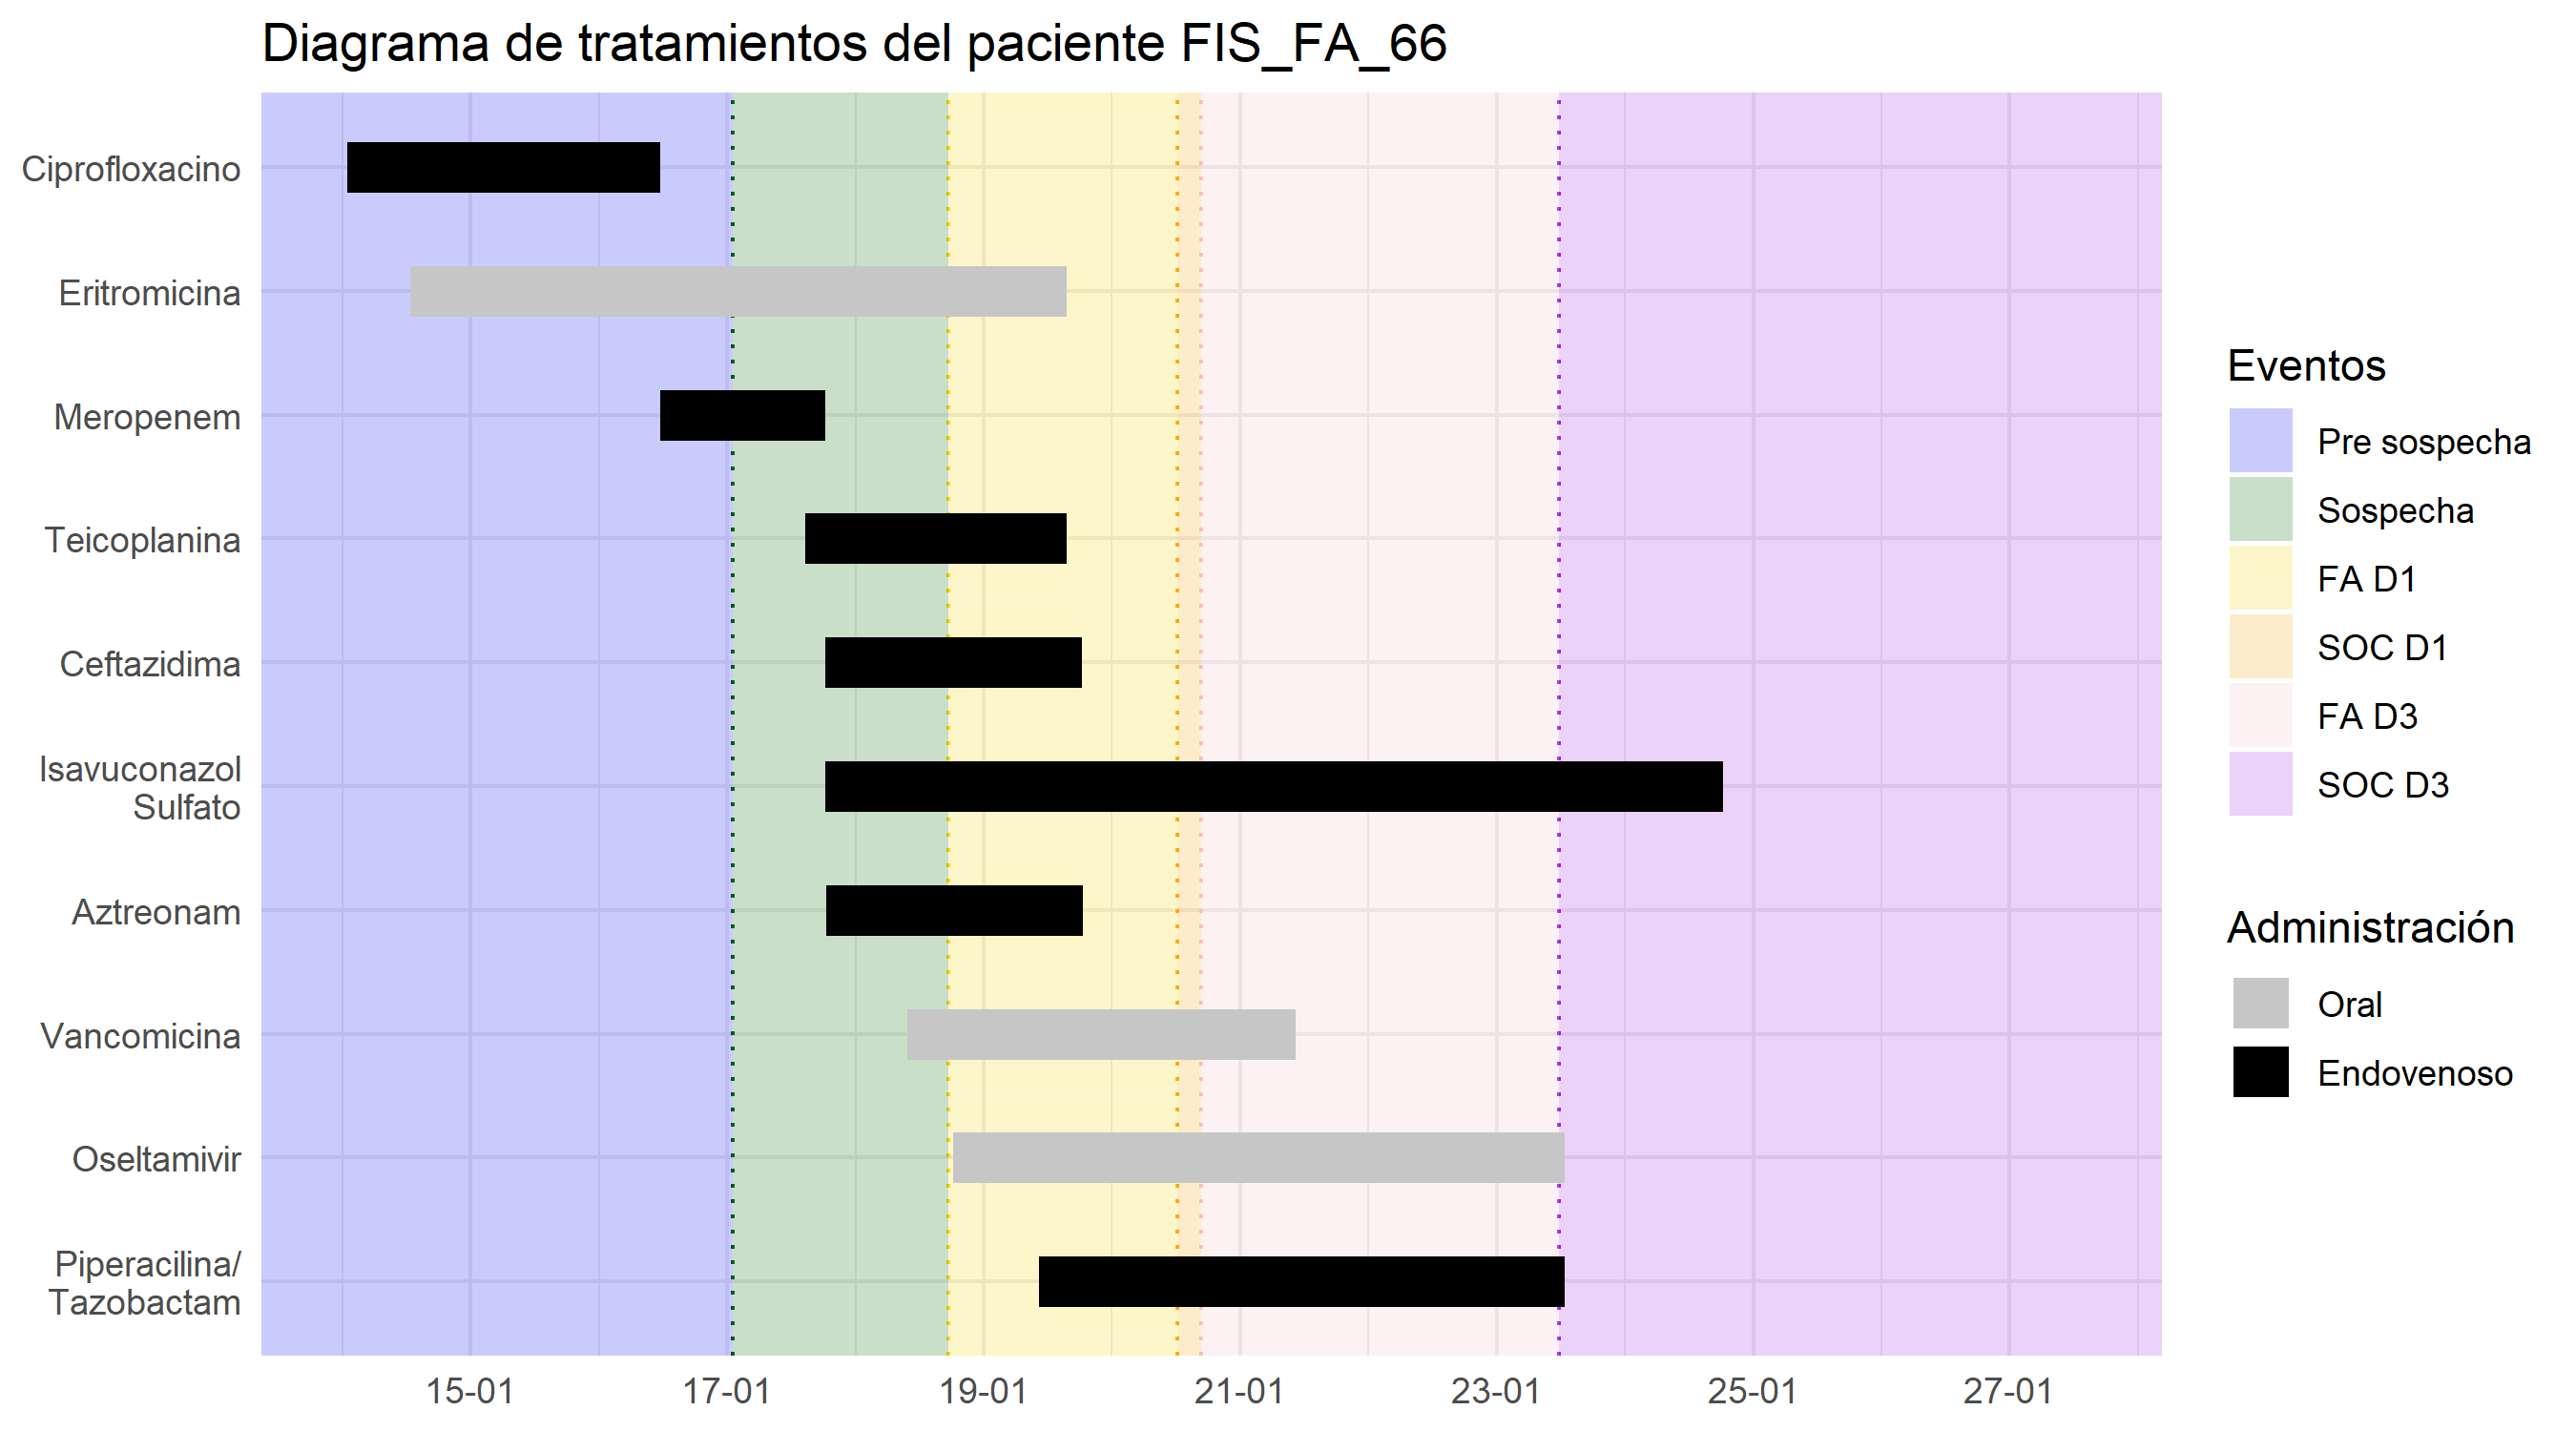 Diagrama de tratamientos del paciente FIS_FA_66
Ciprofloxacino
Eritromicina
Meropenem
Teicoplanina
Ceftazidima
Isavuconazol
Sulfato
Aztreonam
Vancomicina
Oseltamivir
Piperacilina/
Tazobactam
15-01
17-01
19-01
21-01
23-01
25-01
27-01
Eventos
Pre sospecha
Sospecha
FA D1
SOC D1
FA D3
SOC D3
Administración
Oral
Endovenoso